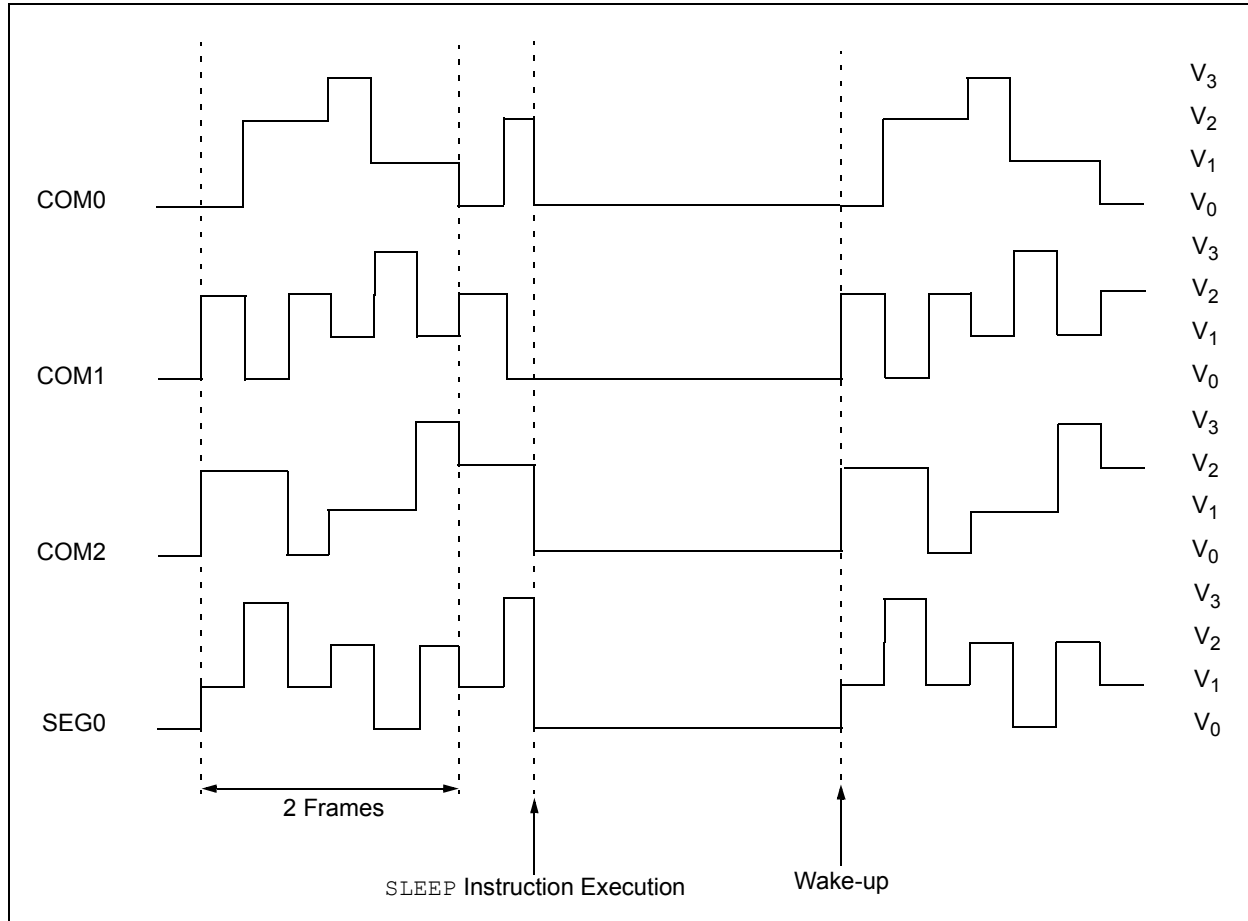 V3
V2
V1
COM0 V0
V3
V2
V1
COM1 V0
V3
V2
V1
COM2 V0
V3
V2
V1
SEG0 V0
2 Frames
SLEEP Instruction Execution
Wake-up